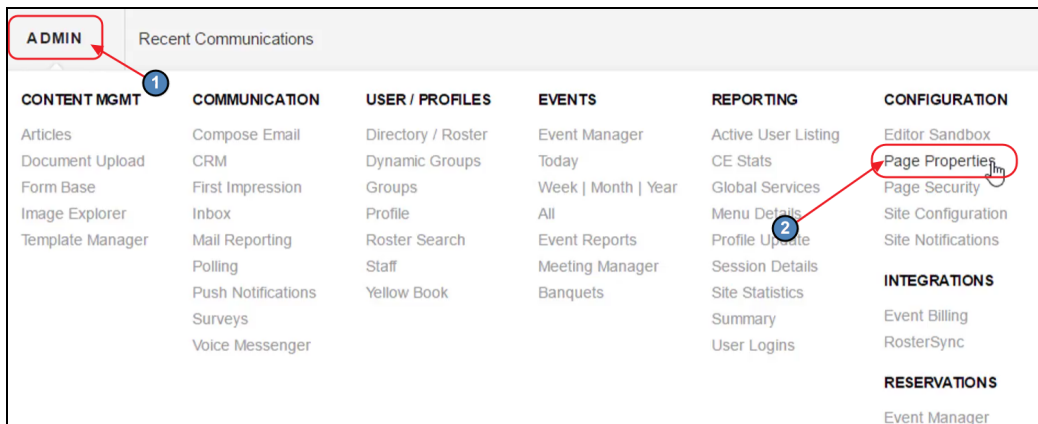 ADMIN
Recent Communications
1
CONTENT MGMT
Articles
Document Upload
Form Base
Image Explorer
Template Manager
COMMUNICATION
Compose Email
CRM
First Impression
Inbox
Mail Reporting
Polling
Push Notifications
Surveys
Voice Messenger
USER / PROFILES
Directory / Roster
Dynamic Groups
Groups
Profile
Roster Search
Staff
Yellow Book
EVENTS
Event Manager
Today
Week | Month | Year
All
Event Reports
Meeting Manager
Banquets
REPORTING
Active User Listing
CE Stats
Global Services
Menu Details
2
Profile Update
Session Details
Site Statistics
Summary
User Logins
CONFIGURATION
Editor Sandbox
Page Properties
Page Security
Site Configuration
Site Notifications
INTEGRATIONS
Event Billing
RosterSync
RESERVATIONS
Event Manager